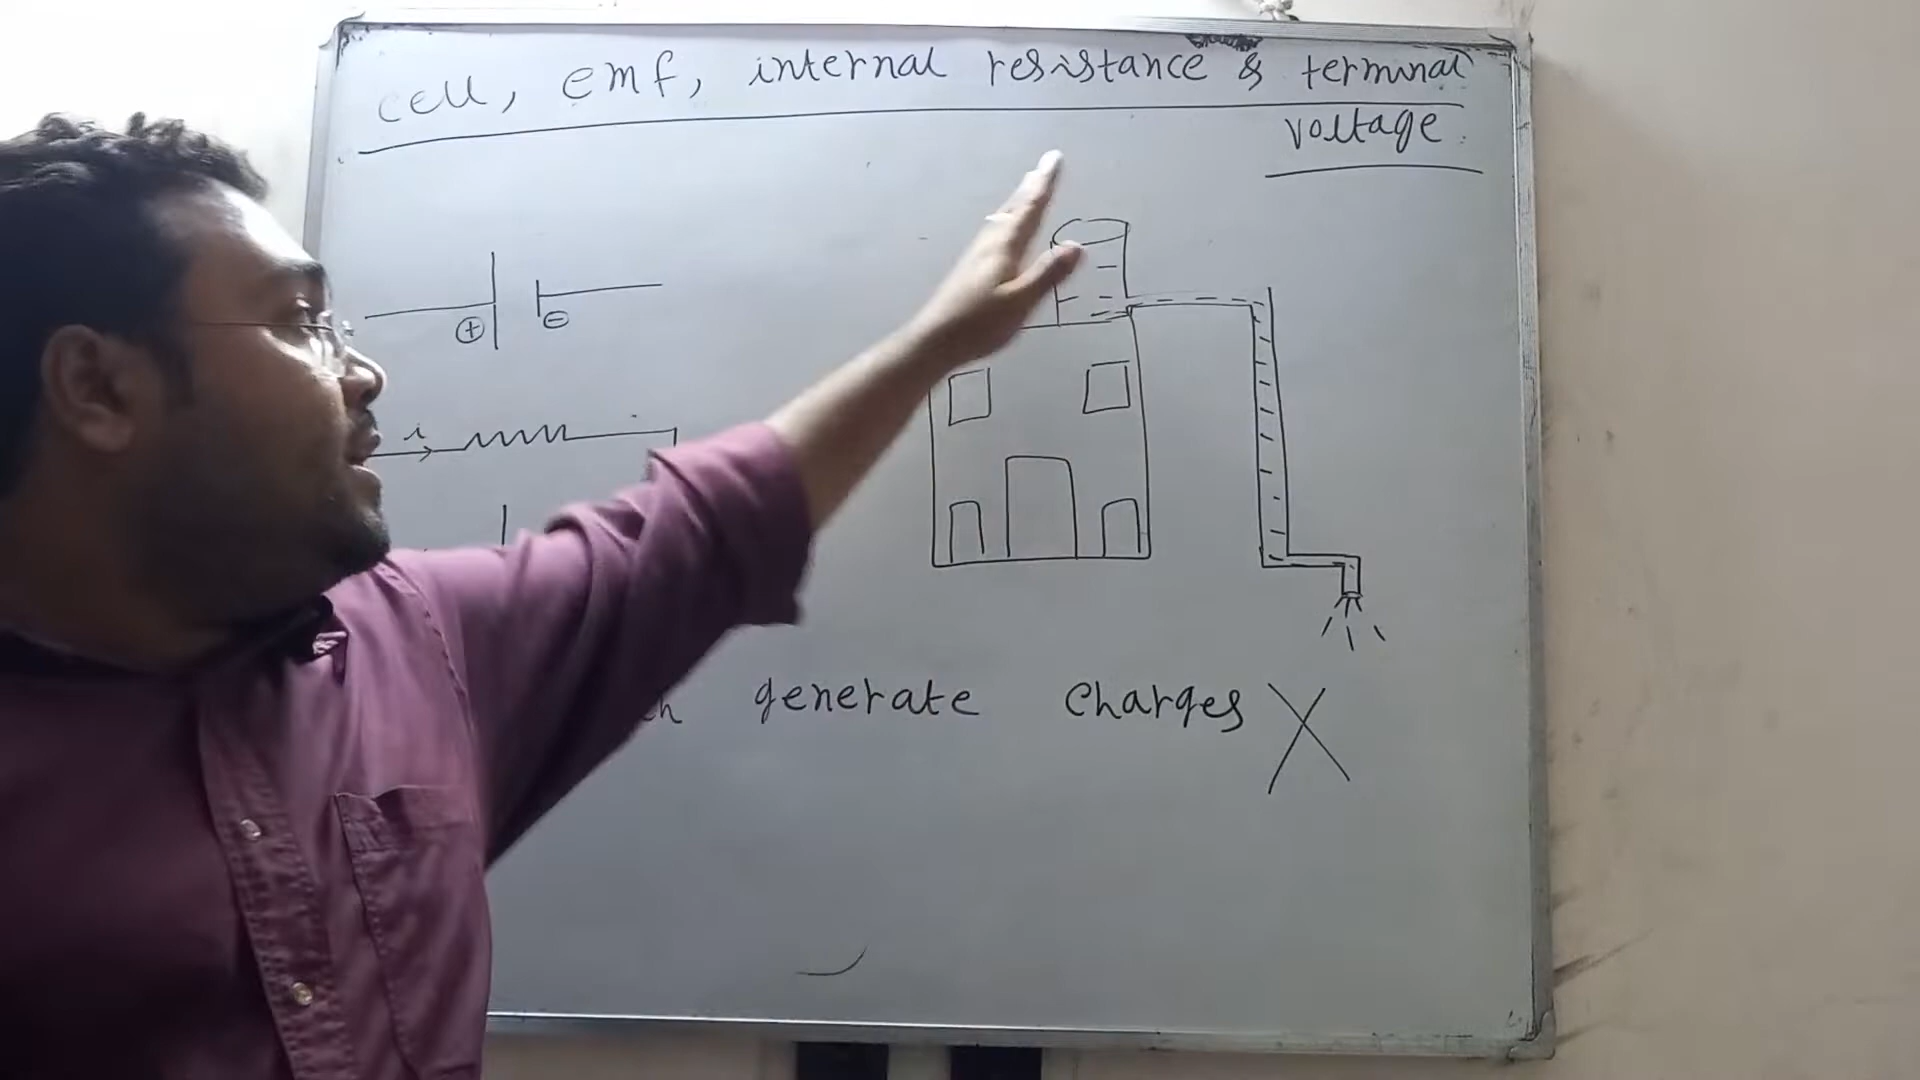 cell, emf, internal resistance & terminal
voltage.
+ −
i
generate charges X